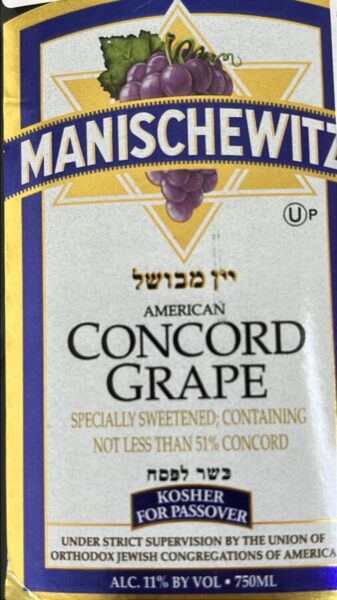 MANISCHEWITZ
Ⓤ P
יין מבושל
AMERICAN
CONCORD
GRAPE
SPECIALLY SWEETENED; CONTAINING
NOT LESS THAN 51% CONCORD
כשר לפסח
KOSHER
FOR PASSOVER
UNDER STRICT SUPERVISION BY THE UNION OF
ORTHODOX JEWISH CONGREGATIONS OF AMERICA
ALC. 11% BY VOL • 750ML